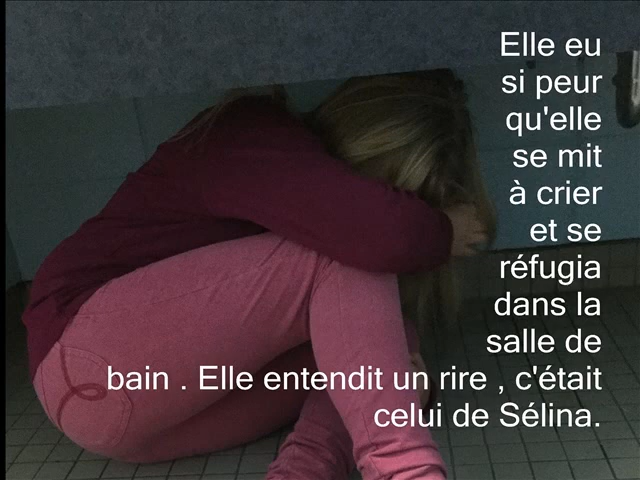 Elle eu
si peur
qu'elle
se mit
à crier
et se
réfugia
dans la
salle de
bain . Elle entendit un rire , c'était
celui de Sélina.